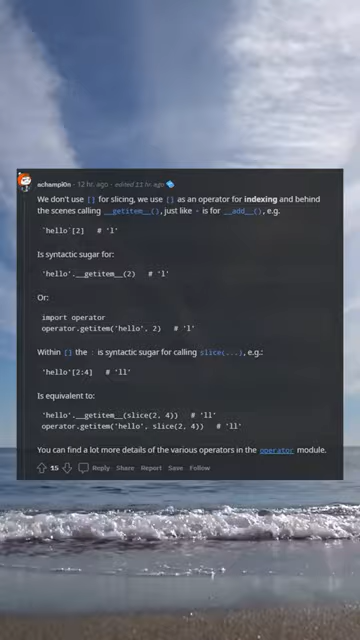 achampi0n · 12 hr. ago · edited 11 hr. ago
We don't use [] for slicing, we use [] as an operator for indexing and behind
the scenes calling __getitem__(), just like + is for __add__(), e.g.
`hello`[2]   # 'l'
Is syntactic sugar for:
'hello'.__getitem__(2)   # 'l'
Or:
import operator
operator.getitem('hello', 2)   # 'l'
Within [] the : is syntactic sugar for calling slice(...), e.g.:
'hello'[2:4]   # 'll'
Is equivalent to:
'hello'.__getitem__(slice(2, 4))   # 'll'
operator.getitem('hello', slice(2, 4))   # 'll'
You can find a lot more details of the various operators in the operator module.
15 Reply Share Report Save Follow